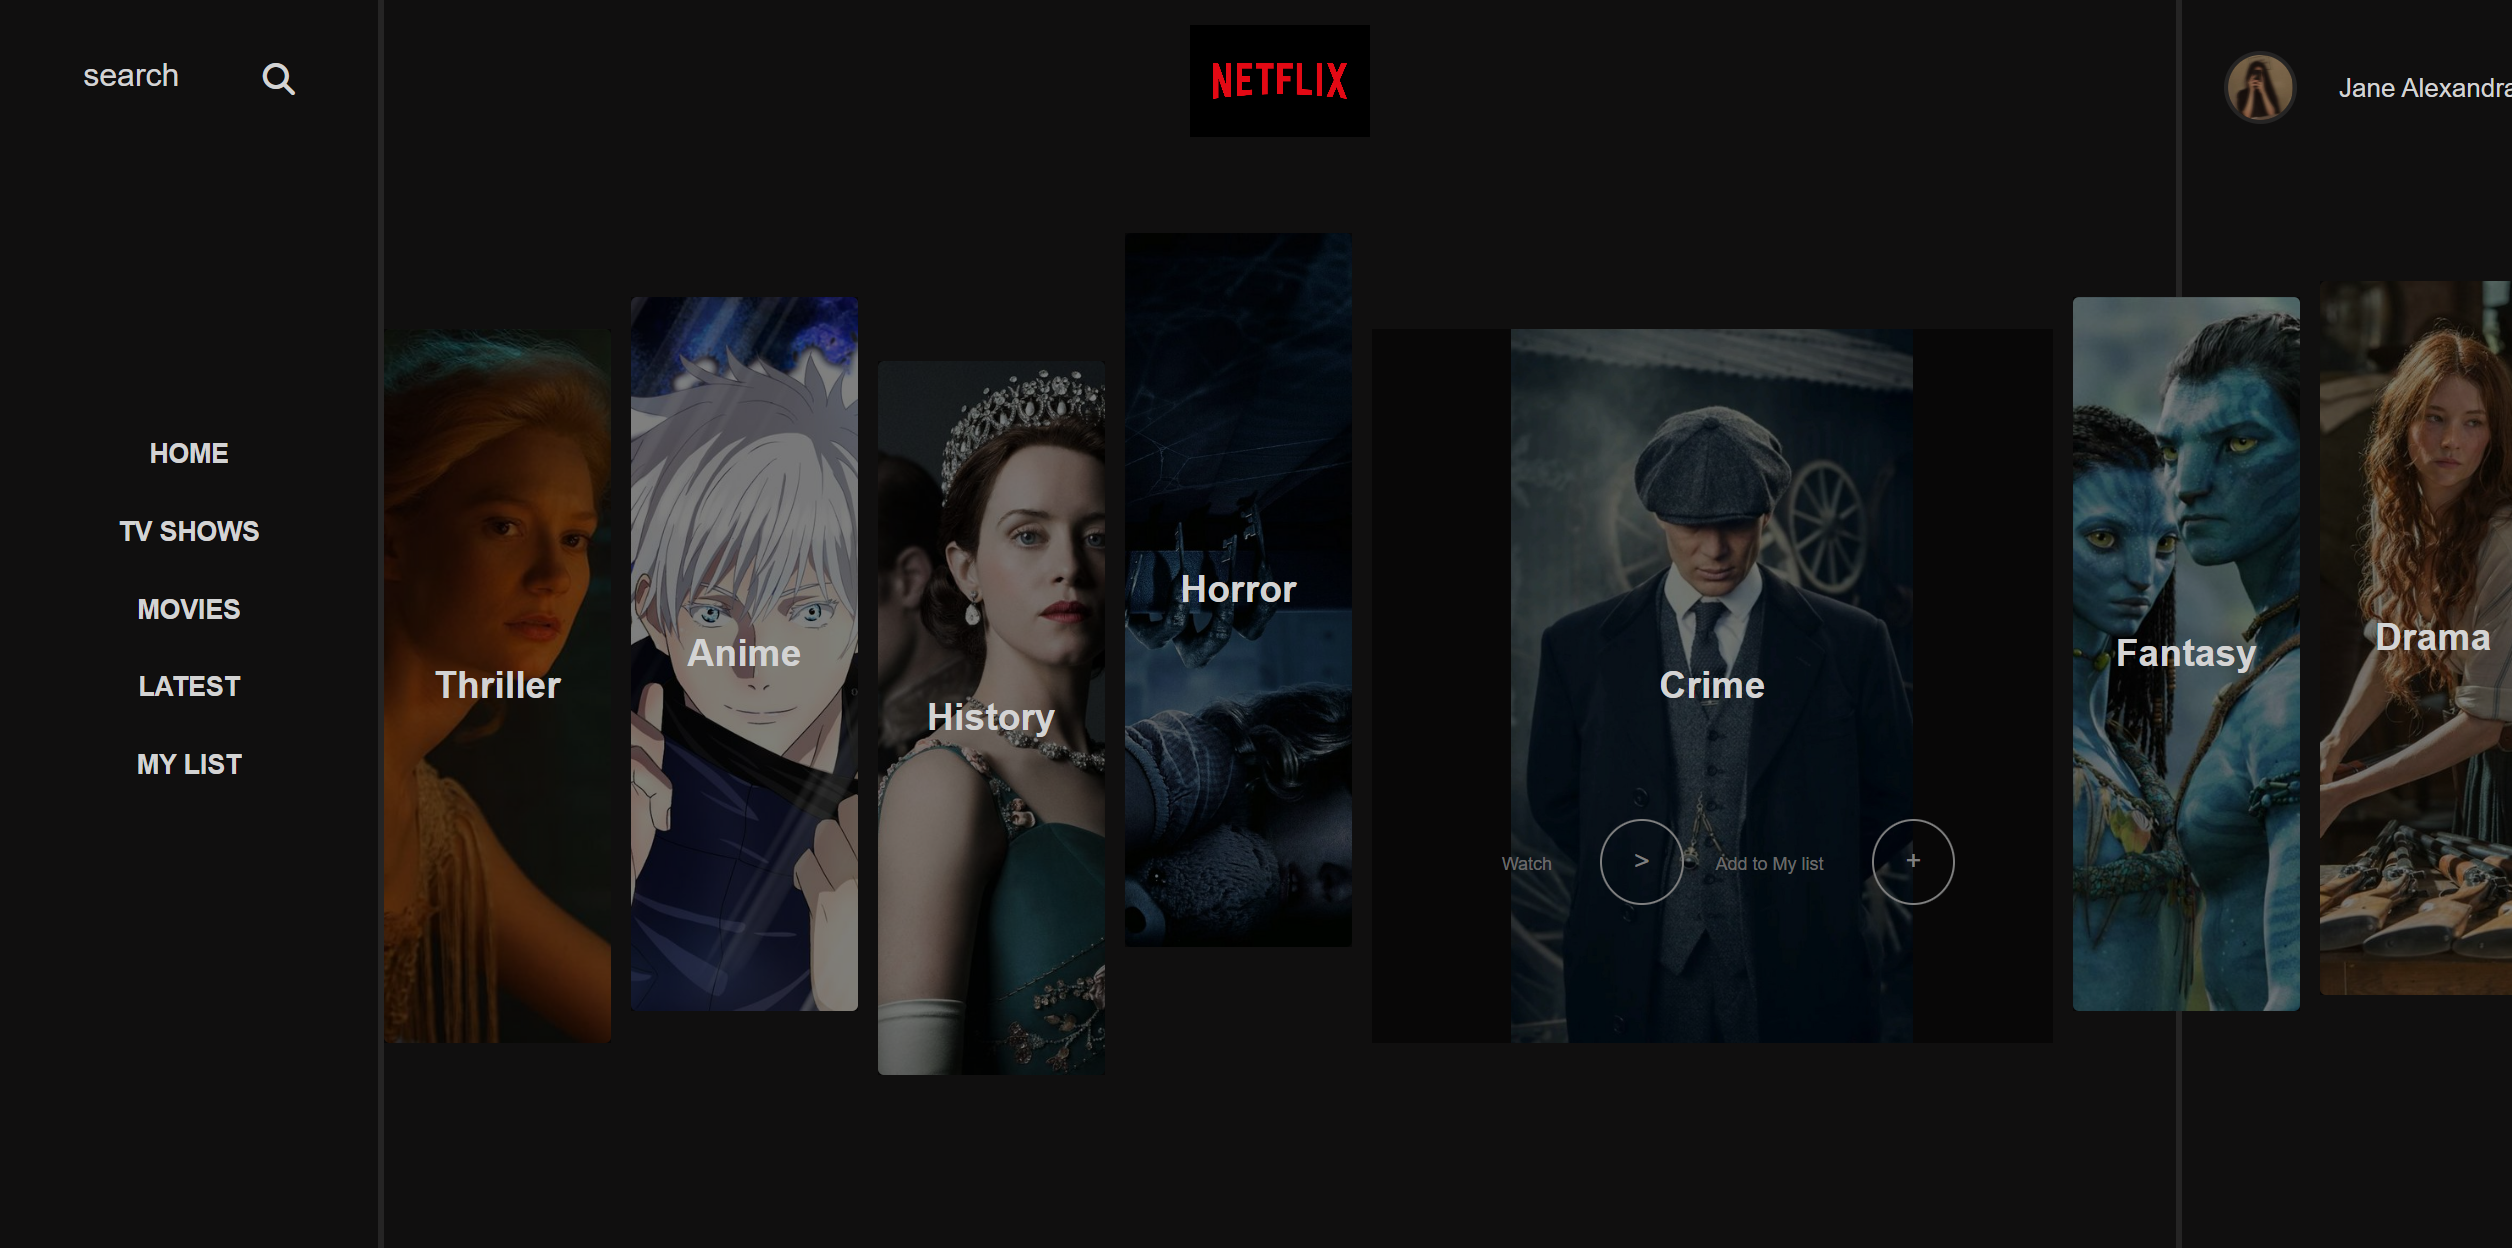 search
NETFLIX
Jane Alexandra
HOME
TV SHOWS
MOVIES
LATEST
MY LIST
Thriller
Anime
History
Horror
Crime
Watch
>
Add to My list
+
Fantasy
Drama